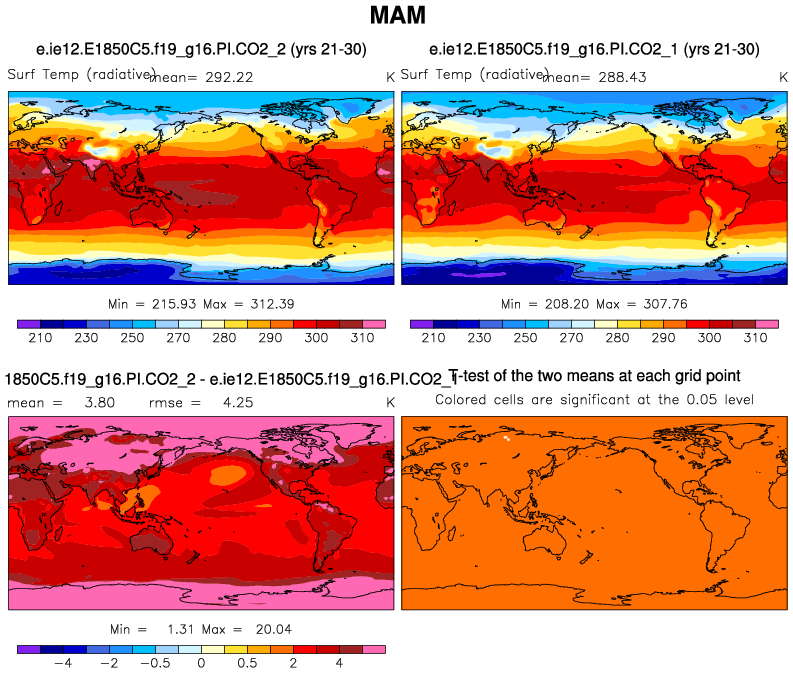 MAM
e.ie12.E1850C5.f19_g16.PI.CO2_2 (yrs 21-30)
e.ie12.E1850C5.f19_g16.PI.CO2_1 (yrs 21-30)
Surf Temp (radiative) mean= 292.22 K
Surf Temp (radiative) mean= 288.43 K
Min = 215.93 Max = 312.39
Min = 208.20 Max = 307.76
210 230 250 270 280 290 300 310
210 230 250 270 280 290 300 310
1850C5.f19_g16.PI.CO2_2 - e.ie12.E1850C5.f19_g16.PI.CO2_1
T-test of the two means at each grid point
mean = 3.80 rmse = 4.25 K
Colored cells are significant at the 0.05 level
Min = 1.31 Max = 20.04
-4 -2 -0.5 0 0.5 2 4